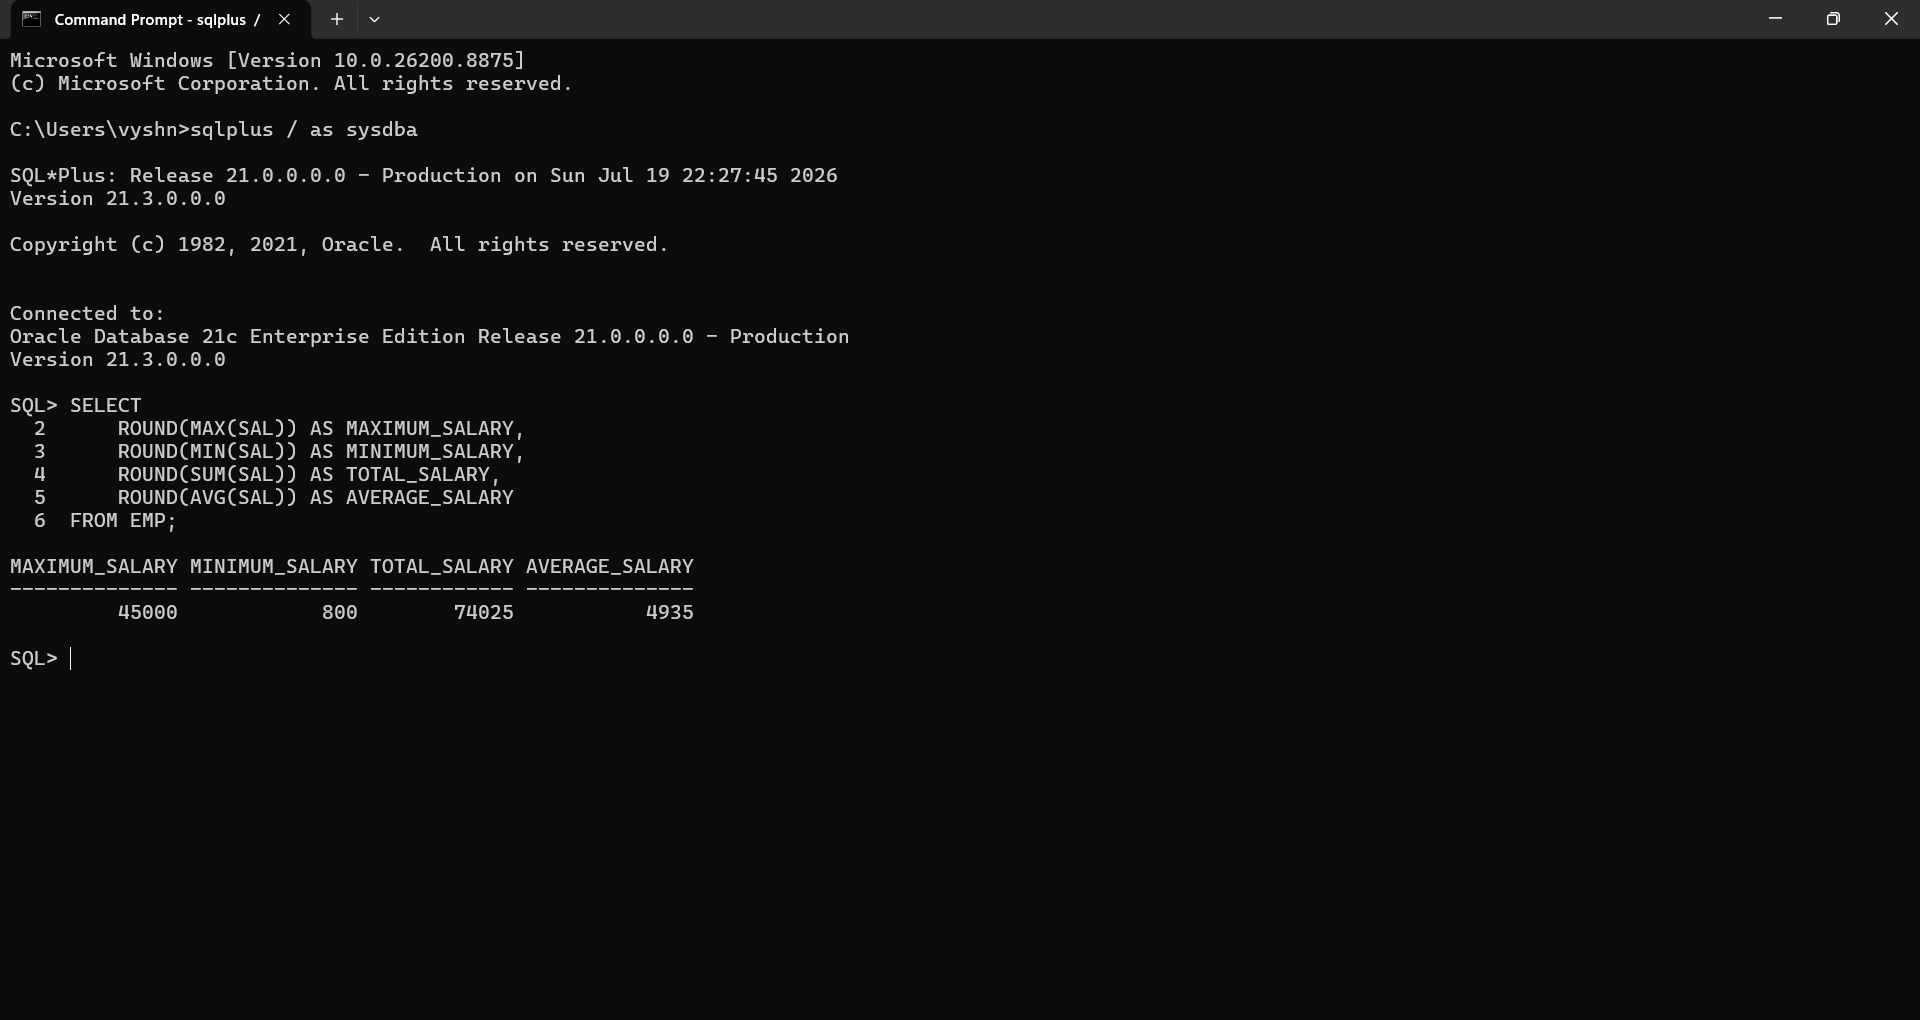 Command Prompt - sqlplus /
Microsoft Windows [Version 10.0.26200.8875]
(c) Microsoft Corporation. All rights reserved.
C:\Users\vyshn>sqlplus / as sysdba
SQL*Plus: Release 21.0.0.0.0 - Production on Sun Jul 19 22:27:45 2026
Version 21.3.0.0.0
Copyright (c) 1982, 2021, Oracle.  All rights reserved.
Connected to:
Oracle Database 21c Enterprise Edition Release 21.0.0.0.0 - Production
Version 21.3.0.0.0
SQL> SELECT
  2      ROUND(MAX(SAL)) AS MAXIMUM_SALARY,
  3      ROUND(MIN(SAL)) AS MINIMUM_SALARY,
  4      ROUND(SUM(SAL)) AS TOTAL_SALARY,
  5      ROUND(AVG(SAL)) AS AVERAGE_SALARY
  6  FROM EMP;
MAXIMUM_SALARY MINIMUM_SALARY TOTAL_SALARY AVERAGE_SALARY
-------------- -------------- ------------ --------------
         45000            800        74025           4935
SQL>